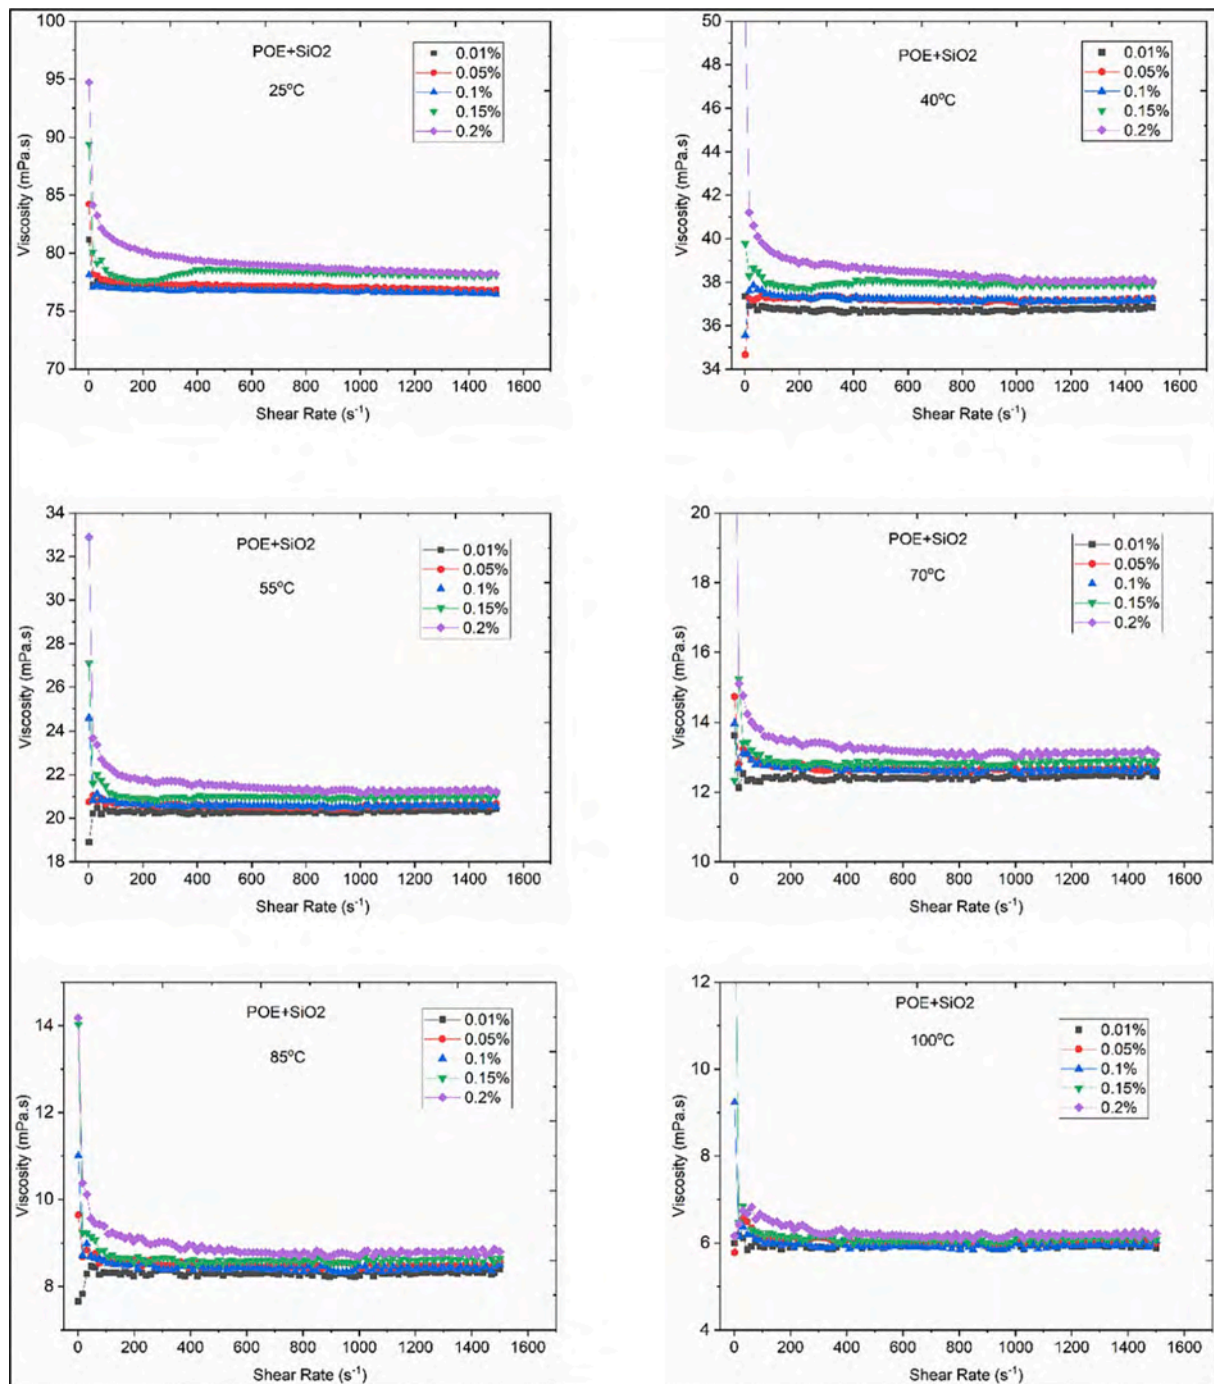 POE+SiO2
25°C
0.01%
0.05%
0.1%
0.15%
0.2%
100
95
90
85
80
75
70
Viscosity (mPa.s)
0 200 400 600 800 1000 1200 1400 1600
Shear Rate (s⁻¹)
POE+SiO2
40°C
0.01%
0.05%
0.1%
0.15%
0.2%
50
48
46
44
42
40
38
36
34
Viscosity (mPa.s)
0 200 400 600 800 1000 1200 1400 1600
Shear Rate (s⁻¹)
POE+SiO2
55°C
0.01%
0.05%
0.1%
0.15%
0.2%
34
32
30
28
26
24
22
20
18
Viscosity (mPa.s)
0 200 400 600 800 1000 1200 1400 1600
Shear Rate (s⁻¹)
POE+SiO2
70°C
0.01%
0.05%
0.1%
0.15%
0.2%
20
18
16
14
12
10
Viscosity (mPa.s)
0 200 400 600 800 1000 1200 1400 1600
Shear Rate (s⁻¹)
POE+SiO2
85°C
0.01%
0.05%
0.1%
0.15%
0.2%
14
12
10
8
Viscosity (mPa.s)
0 200 400 600 800 1000 1200 1400 1600
Shear Rate (s⁻¹)
POE+SiO2
100°C
0.01%
0.05%
0.1%
0.15%
0.2%
12
10
8
6
4
Viscosity (mPa.s)
0 200 400 600 800 1000 1200 1400 1600
Shear Rate (s⁻¹)